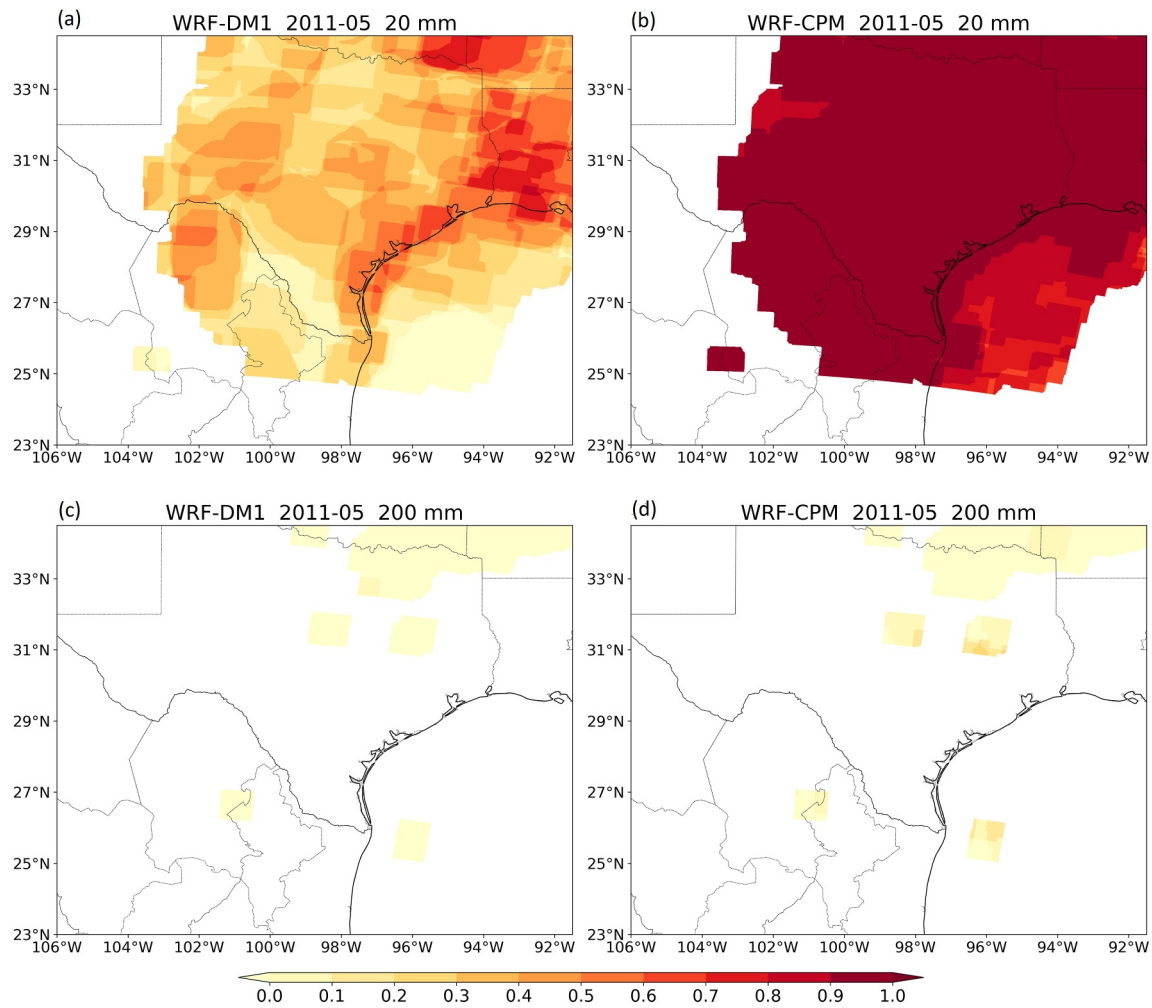 (a) WRF-DM1 2011-05 20 mm
33°N
31°N
29°N
27°N
25°N
23°N
106°W 104°W 102°W 100°W 98°W 96°W 94°W 92°W
(b) WRF-CPM 2011-05 20 mm
33°N
31°N
29°N
27°N
25°N
23°N
106°W 104°W 102°W 100°W 98°W 96°W 94°W 92°W
(c) WRF-DM1 2011-05 200 mm
33°N
31°N
29°N
27°N
25°N
23°N
106°W 104°W 102°W 100°W 98°W 96°W 94°W 92°W
(d) WRF-CPM 2011-05 200 mm
33°N
31°N
29°N
27°N
25°N
23°N
106°W 104°W 102°W 100°W 98°W 96°W 94°W 92°W
0.0 0.1 0.2 0.3 0.4 0.5 0.6 0.7 0.8 0.9 1.0